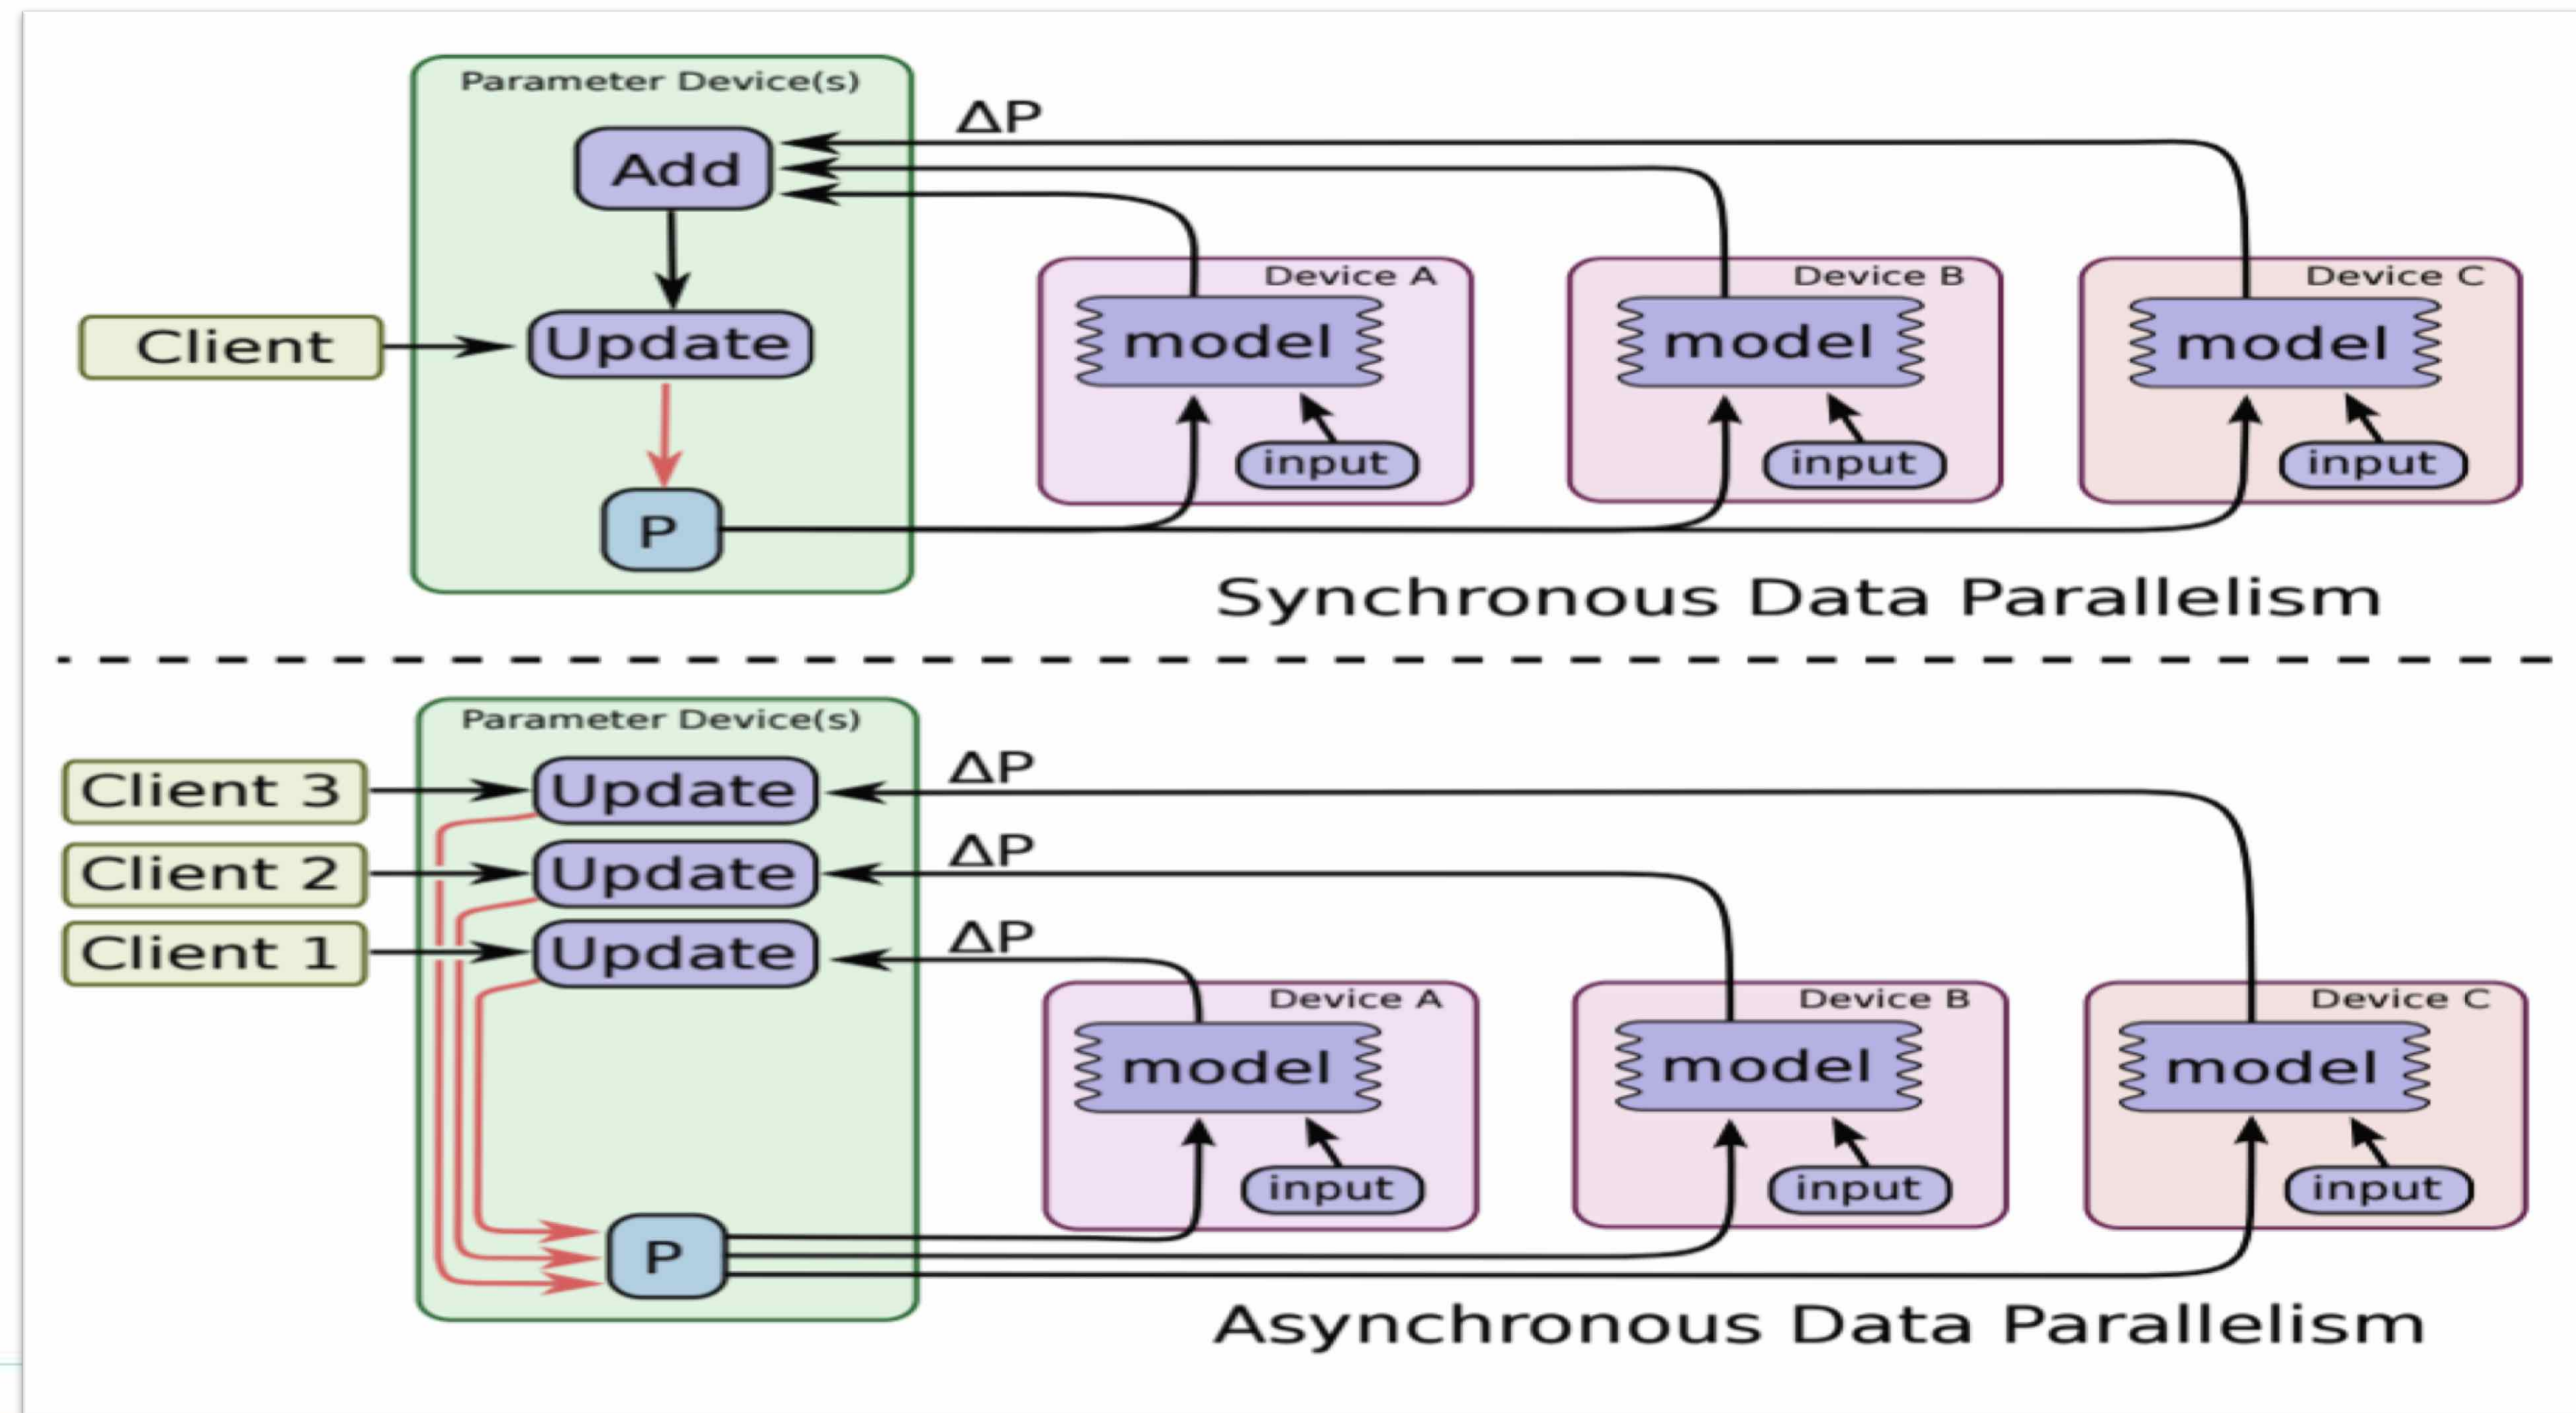 Parameter Device(s)
ΔP
Add
Device A
Device B
Device C
Client
Update
model
model
model
input
input
input
P
Synchronous Data Parallelism
Parameter Device(s)
Client 3
Update
ΔP
Client 2
Update
ΔP
Client 1
Update
ΔP
Device A
Device B
Device C
model
model
model
input
input
input
P
Asynchronous Data Parallelism